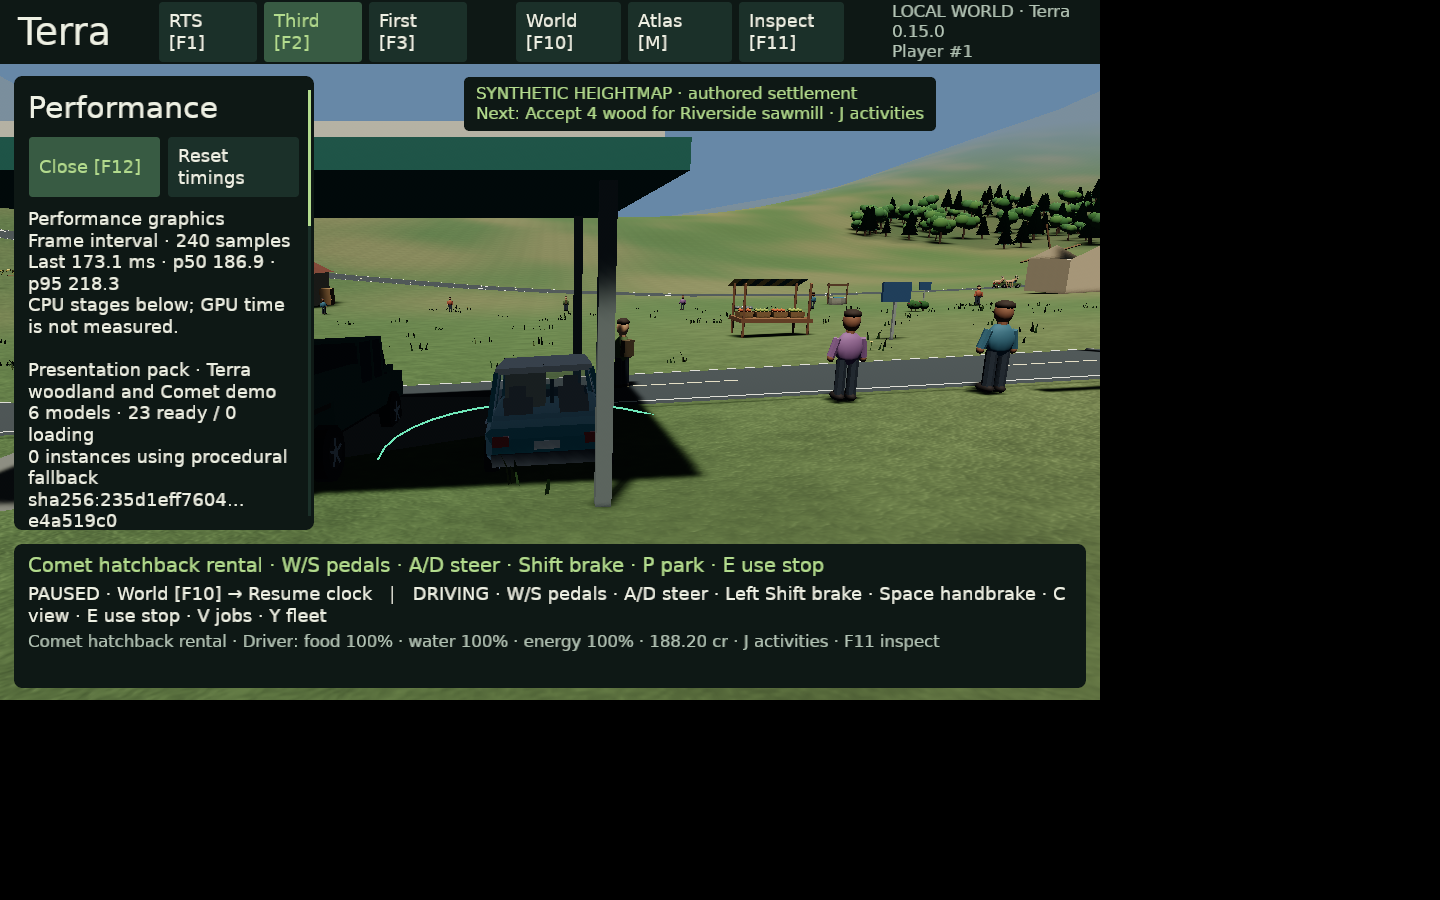 Terra
RTS
[F1]
Third
[F2]
First
[F3]
World
[F10]
Atlas
[M]
Inspect
[F11]
LOCAL WORLD · Terra
0.15.0
Player #1
Performance
Close [F12]
Reset
timings
Performance graphics
Frame interval · 240 samples
Last 173.1 ms · p50 186.9 ·
p95 218.3
CPU stages below; GPU time
is not measured.
Presentation pack · Terra
woodland and Comet demo
6 models · 23 ready / 0
loading
0 instances using procedural
fallback
sha256:235d1eff7604…
e4a519c0
SYNTHETIC HEIGHTMAP · authored settlement
Next: Accept 4 wood for Riverside sawmill · J activities
Comet hatchback rental · W/S pedals · A/D steer · Shift brake · P park · E use stop
PAUSED · World [F10] → Resume clock | DRIVING · W/S pedals · A/D steer · Left Shift brake · Space handbrake · C
view · E use stop · V jobs · Y fleet
Comet hatchback rental · Driver: food 100% · water 100% · energy 100% · 188.20 cr · J activities · F11 inspect